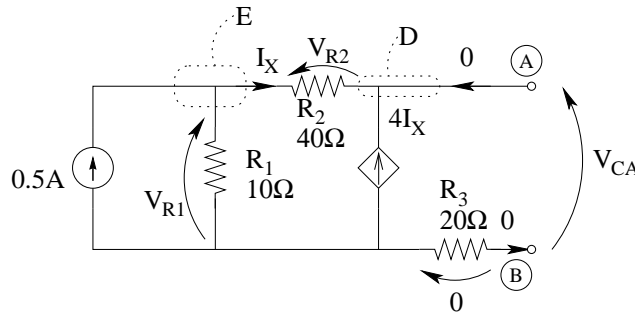 E
D
I_X
V_R2
0
A
R_2
40Ω
4I_X
0.5A
V_R1
R_1
10Ω
V_CA
R_3
20Ω 0
B
0